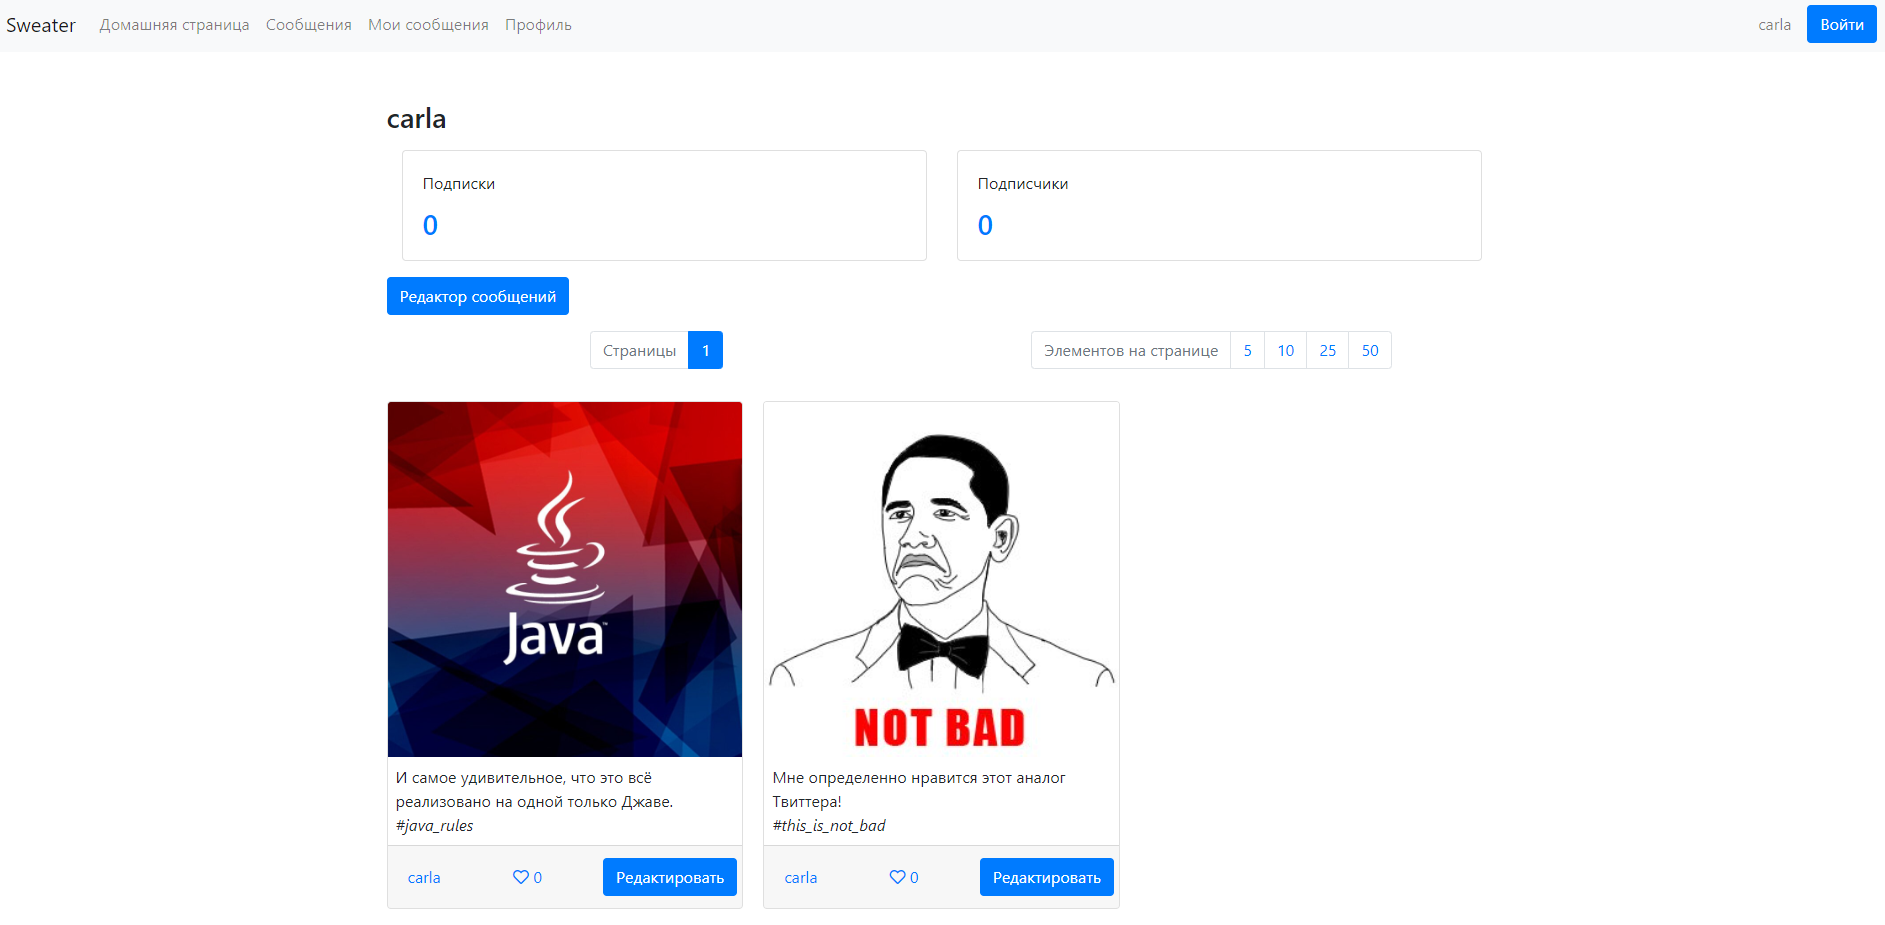 Sweater Домашняя страница Сообщения Мои сообщения Профиль carla Войти
carla
Подписки
0
Подписчики
0
Редактор сообщений
Страницы 1
Элементов на странице 5 10 25 50
Java™
И самое удивительное, что это всё
реализовано на одной только Джаве.
#java_rules
carla 0 Редактировать
NOT BAD
Мне определенно нравится этот аналог
Твиттера!
#this_is_not_bad
carla 0 Редактировать